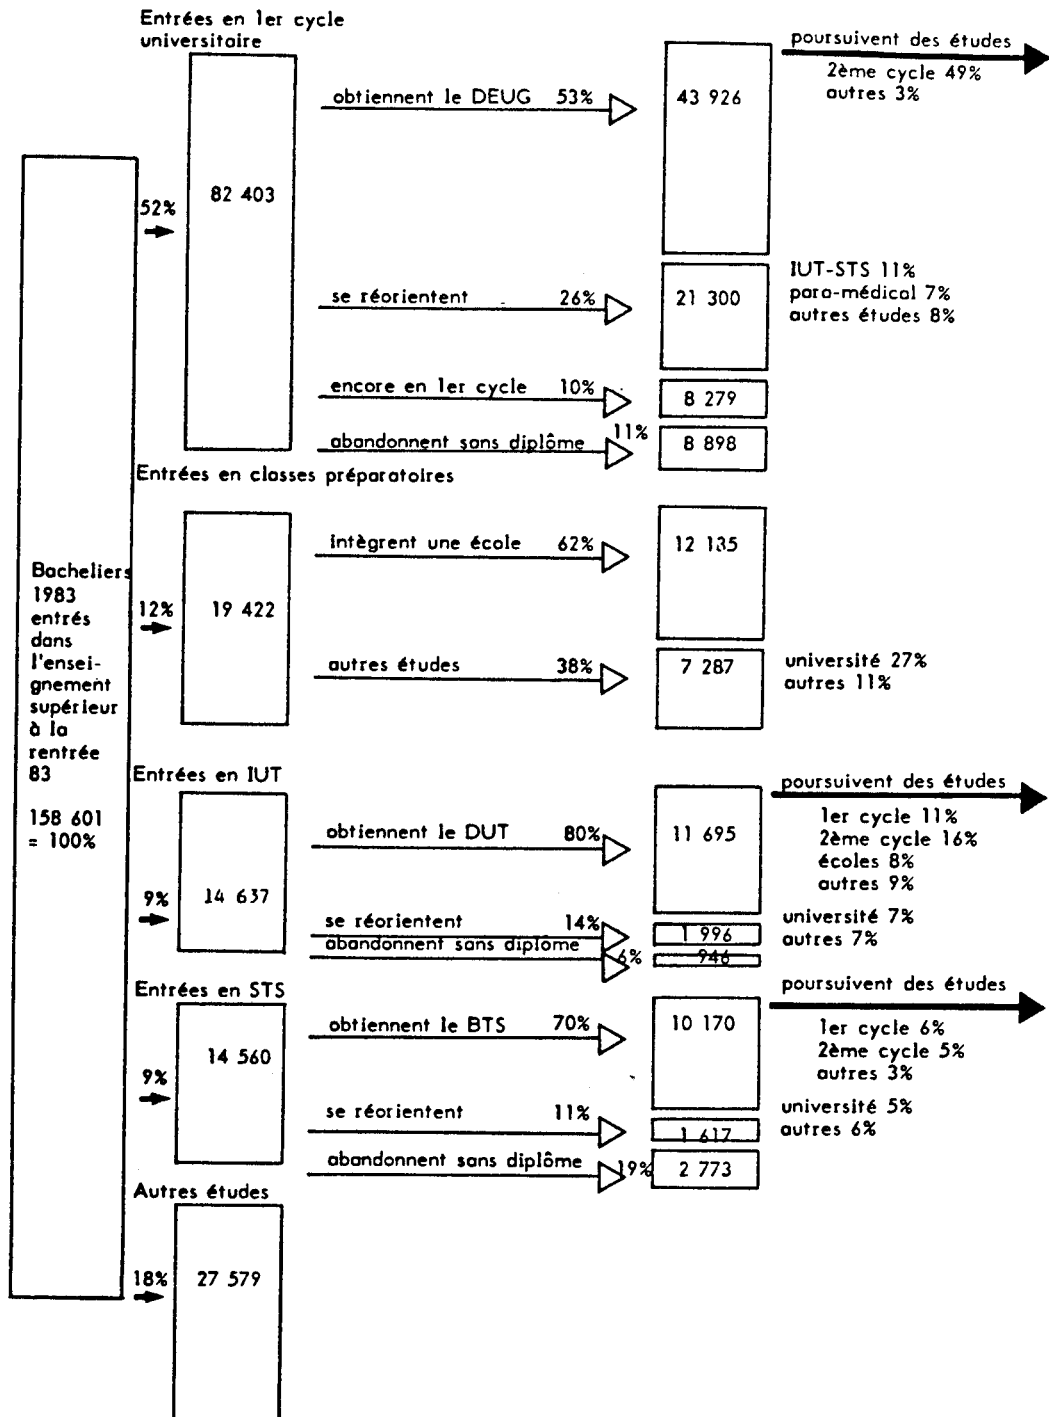 Entrées en 1er cycle
universitaire
82 403
52%
obtiennent le DEUG 53%
43 926
poursuivent des études
2ème cycle 49%
autres 3%
se réorientent 26%
21 300
IUT-STS 11%
para-médical 7%
autres études 8%
encore en 1er cycle 10%
8 279
abandonnent sans diplôme 11%
8 898
Entrées en classes préparatoires
Bacheliers
1983
entrés
dans
l'ensei-
gnement
supérieur
à la
rentrée
83
158 601
= 100%
12%
19 422
intègrent une école 62%
12 135
autres études 38%
7 287
université 27%
autres 11%
Entrées en IUT
9%
14 637
obtiennent le DUT 80%
11 695
poursuivent des études
1er cycle 11%
2ème cycle 16%
écoles 8%
autres 9%
se réorientent 14%
1 996
université 7%
autres 7%
abandonnent sans diplôme 6%
946
Entrées en STS
9%
14 560
obtiennent le BTS 70%
10 170
poursuivent des études
1er cycle 6%
2ème cycle 5%
autres 3%
se réorientent 11%
1 617
université 5%
autres 6%
abandonnent sans diplôme 19%
2 773
Autres études
18%
27 579